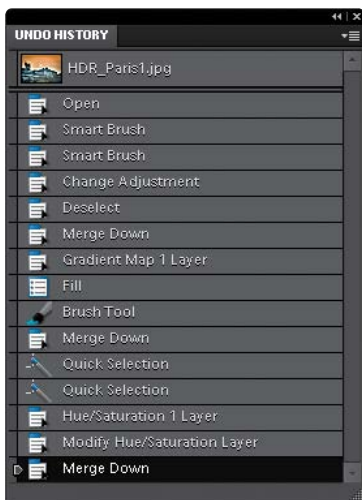 UNDO HISTORY
HDR_Paris1.jpg
Open
Smart Brush
Smart Brush
Change Adjustment
Deselect
Merge Down
Gradient Map 1 Layer
Fill
Brush Tool
Merge Down
Quick Selection
Quick Selection
Hue/Saturation 1 Layer
Modify Hue/Saturation Layer
Merge Down